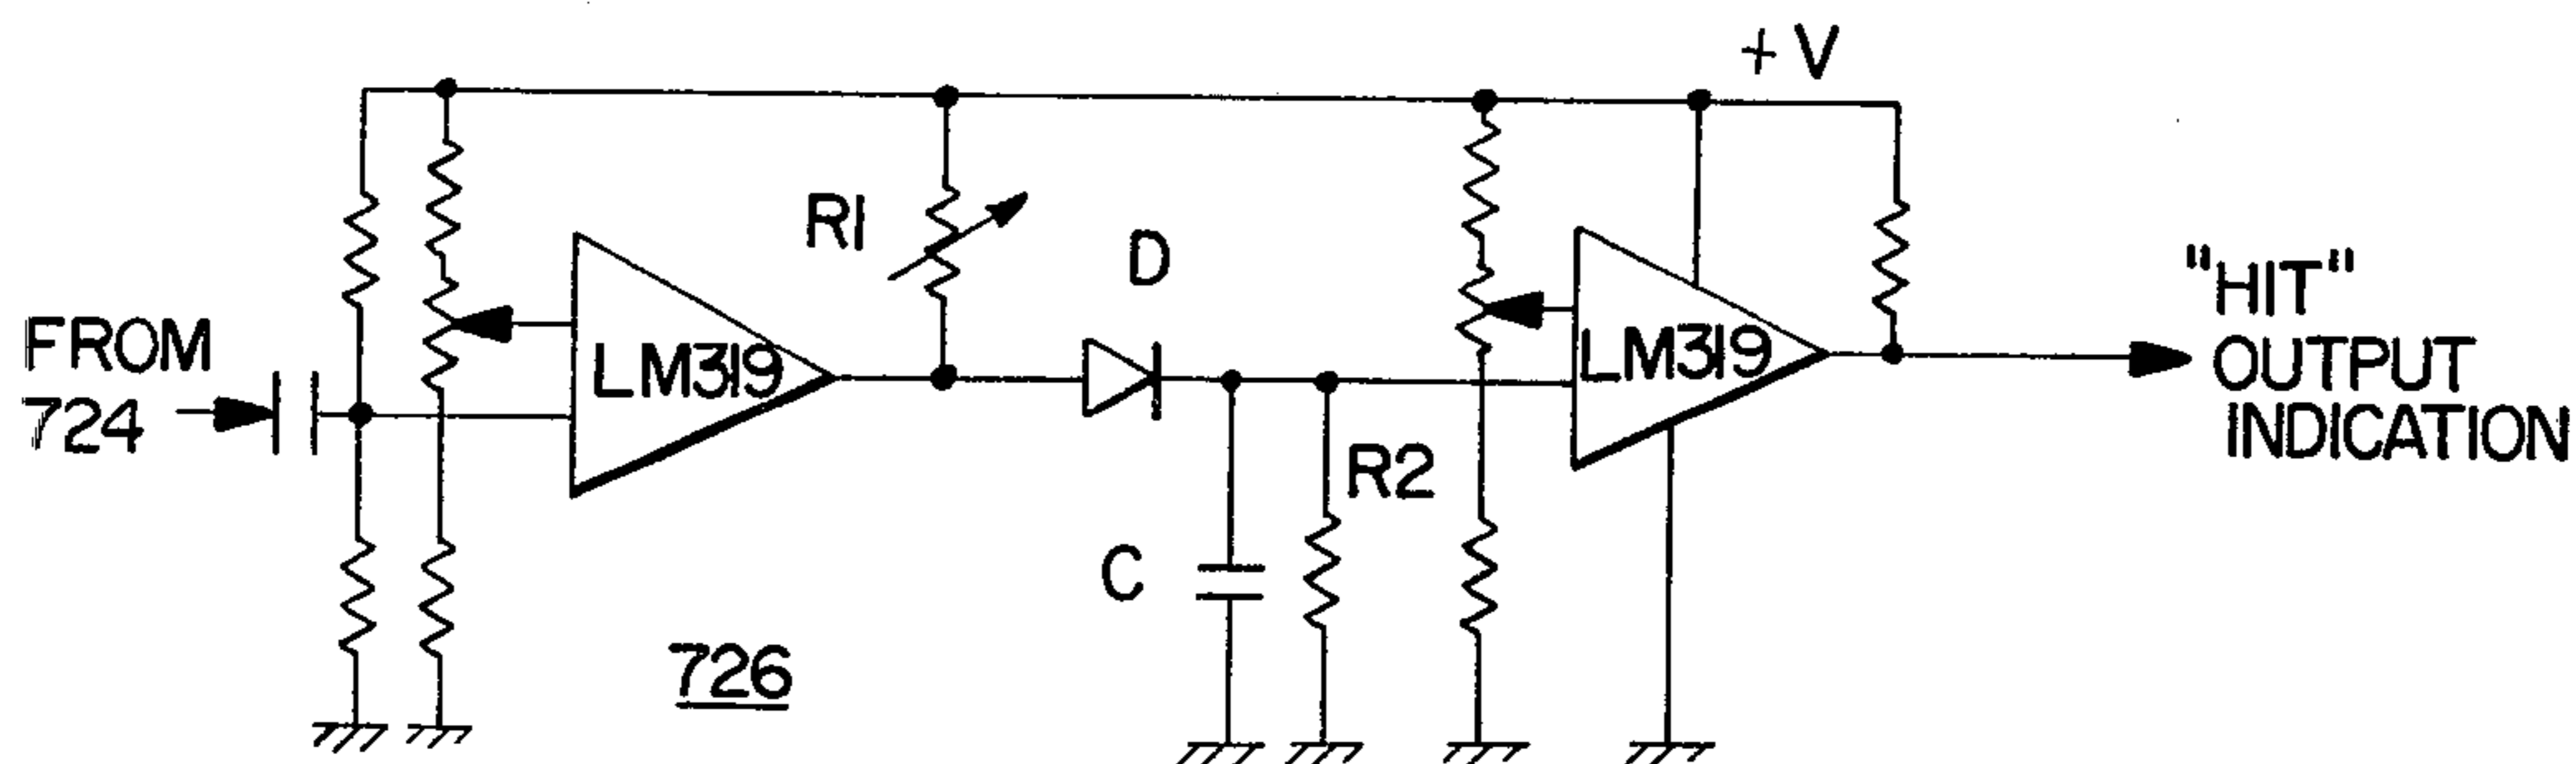 + V
R1
D
"HIT"
OUTPUT
INDICATION
FROM
724
LM319
LM319
R2
C
726